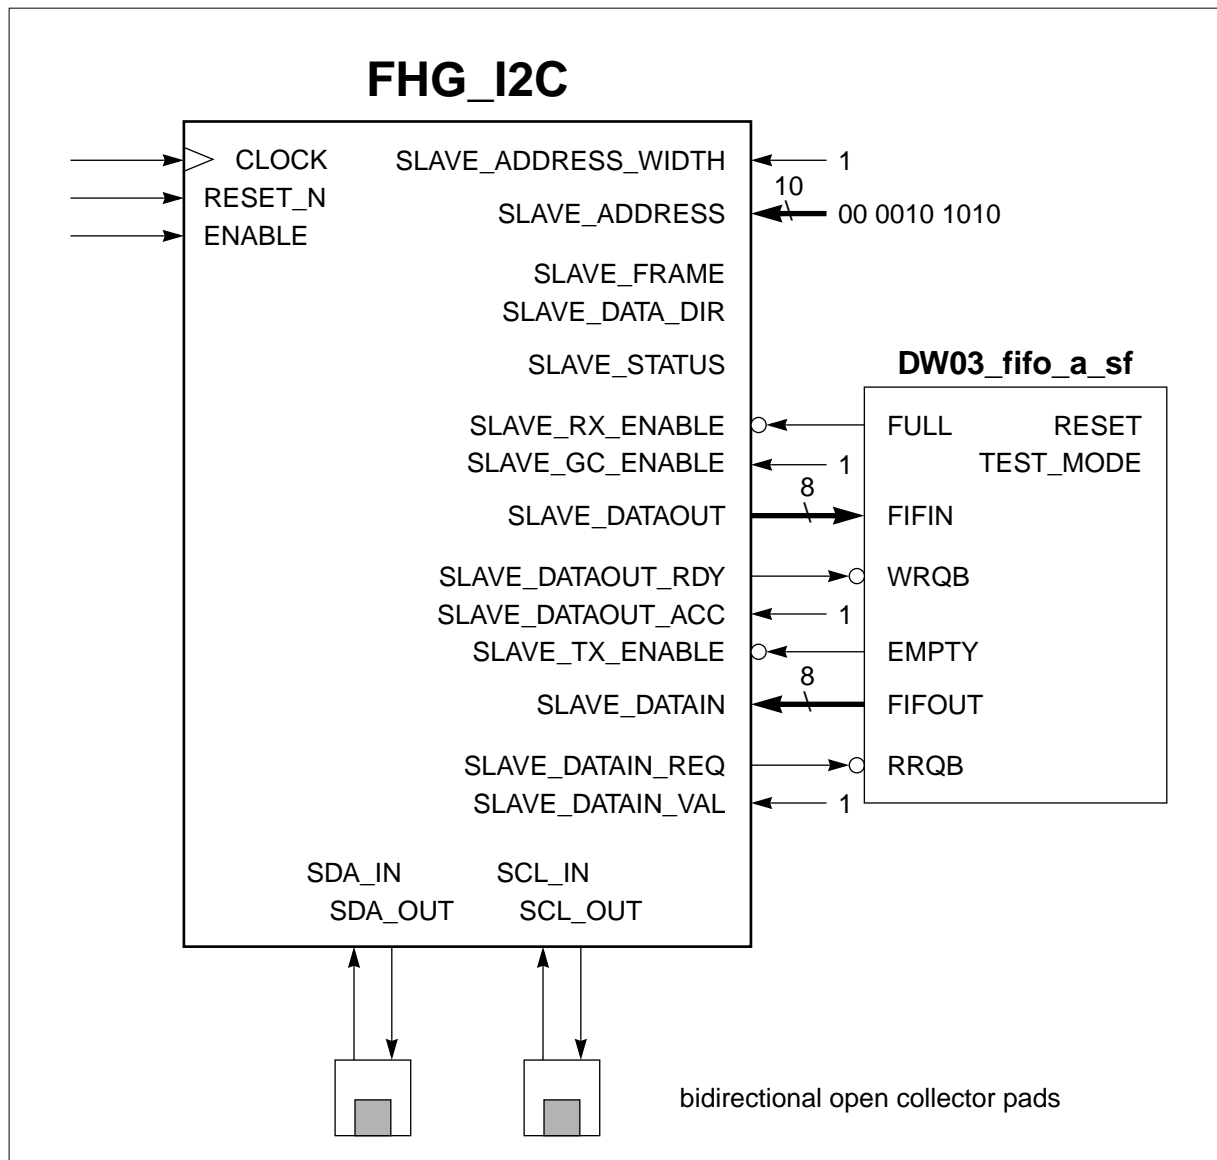 FHG_I2C
CLOCK
RESET_N
ENABLE
SLAVE_ADDRESS_WIDTH 1
10
SLAVE_ADDRESS 00 0010 1010
SLAVE_FRAME
SLAVE_DATA_DIR
SLAVE_STATUS
DW03_fifo_a_sf
SLAVE_RX_ENABLE FULL RESET
SLAVE_GC_ENABLE 1 TEST_MODE
8
SLAVE_DATAOUT FIFIN
SLAVE_DATAOUT_RDY WRQB
SLAVE_DATAOUT_ACC 1
SLAVE_TX_ENABLE EMPTY
8
SLAVE_DATAIN FIFOUT
SLAVE_DATAIN_REQ RRQB
SLAVE_DATAIN_VAL 1
SDA_IN SCL_IN
SDA_OUT SCL_OUT
bidirectional open collector pads